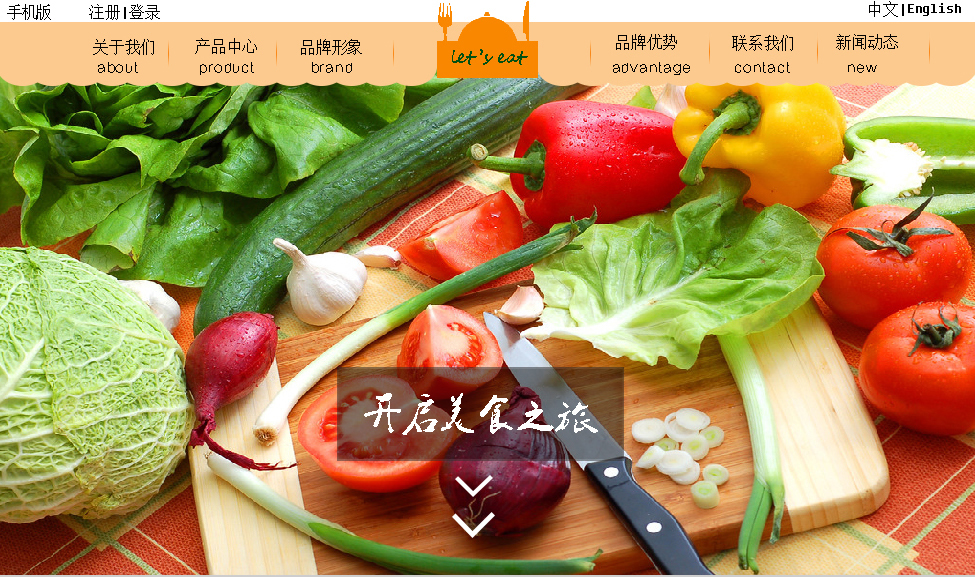 手机版 注册|登录 中文|English
关于我们 产品中心 品牌形象 品牌优势 联系我们 新闻动态
about product brand let's eat advantage contact new
开启美食之旅